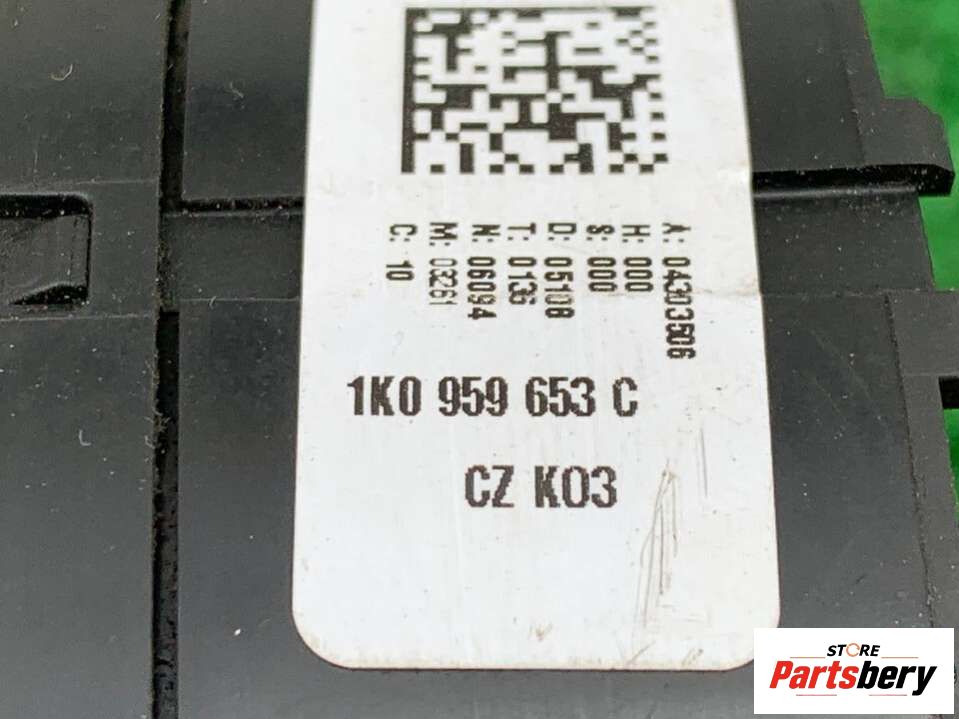 A: 04303506
H: 000
S: 000
D: 05108
T: 0136
N: 06094
M: 03261
C: 10
1K0 959 653 C
CZ K03
STORE
Partsbery